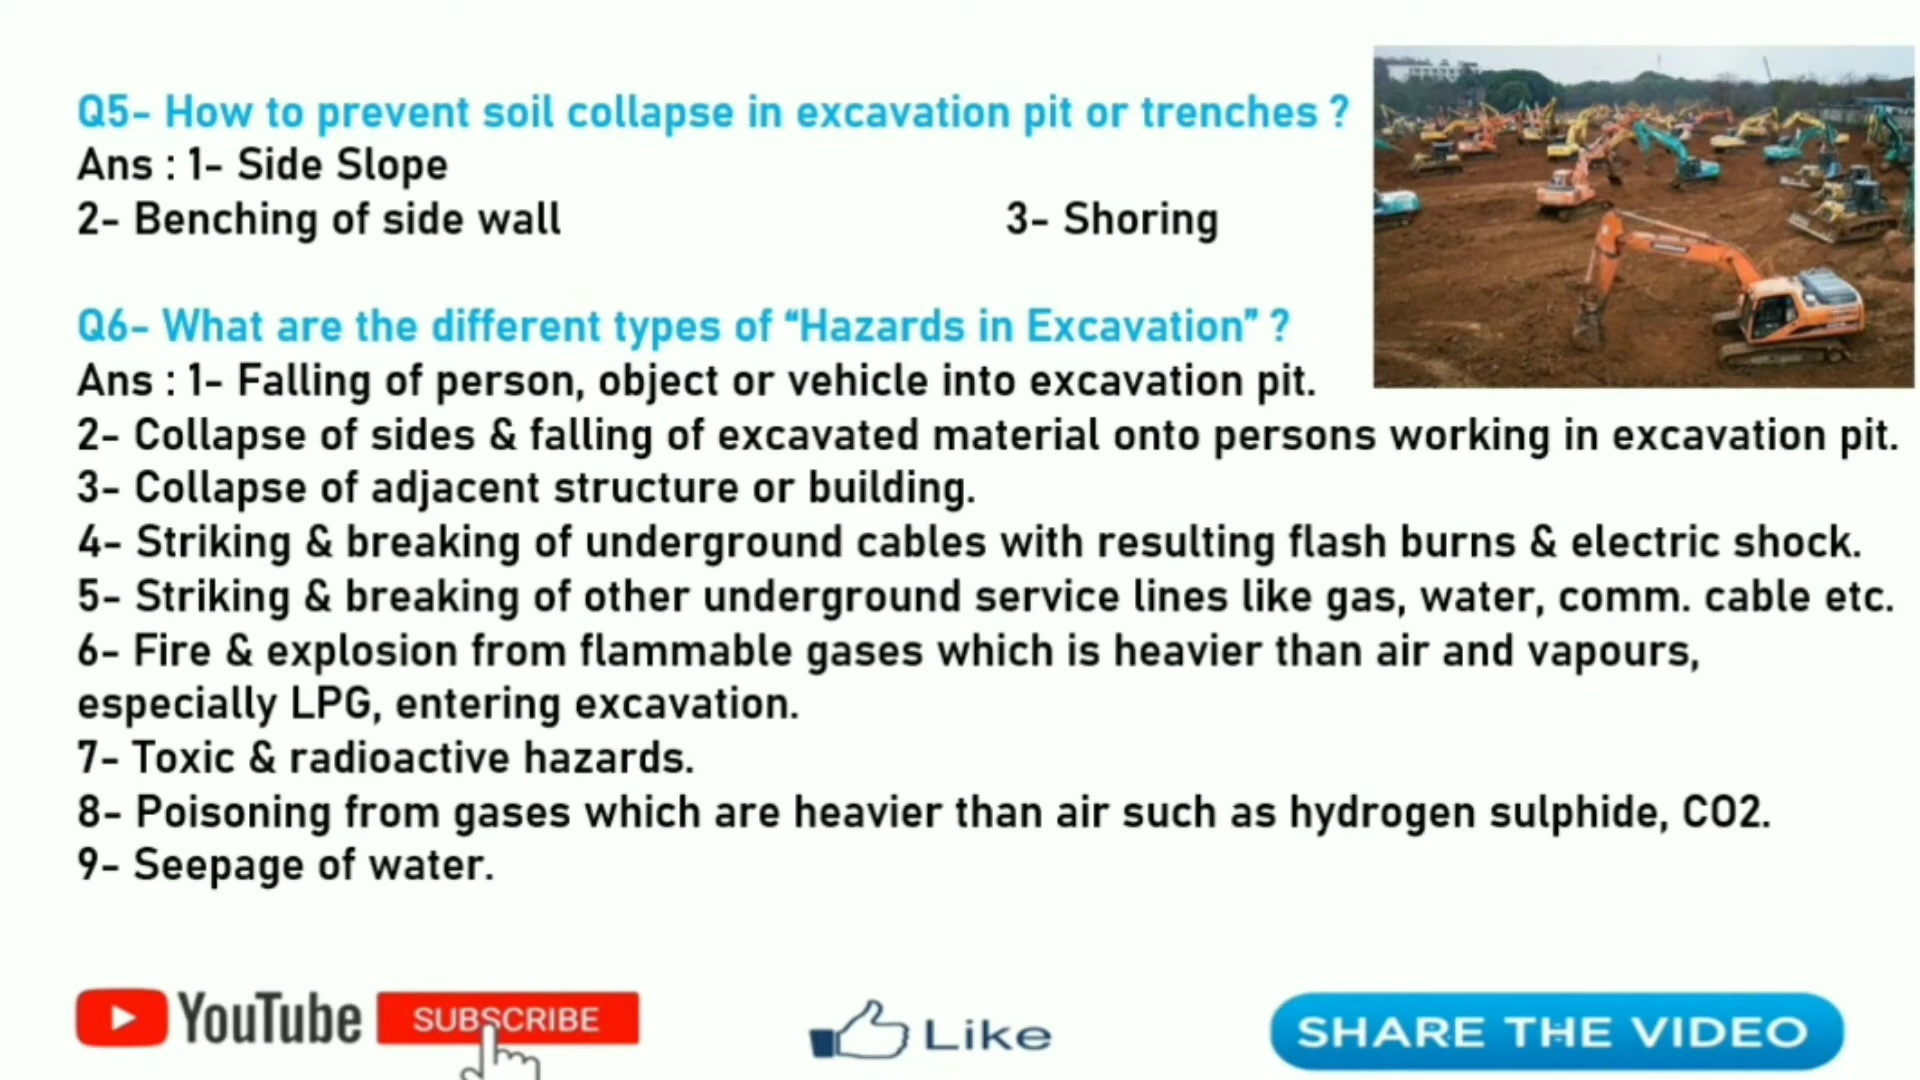 Q5- How to prevent soil collapse in excavation pit or trenches ?
Ans : 1- Side Slope
2- Benching of side wall 3- Shoring
Q6- What are the different types of “Hazards in Excavation” ?
Ans : 1- Falling of person, object or vehicle into excavation pit.
2- Collapse of sides & falling of excavated material onto persons working in excavation pit.
3- Collapse of adjacent structure or building.
4- Striking & breaking of underground cables with resulting flash burns & electric shock.
5- Striking & breaking of other underground service lines like gas, water, comm. cable etc.
6- Fire & explosion from flammable gases which is heavier than air and vapours,
especially LPG, entering excavation.
7- Toxic & radioactive hazards.
8- Poisoning from gases which are heavier than air such as hydrogen sulphide, CO2.
9- Seepage of water.
YouTube SUBSCRIBE Like SHARE THE VIDEO